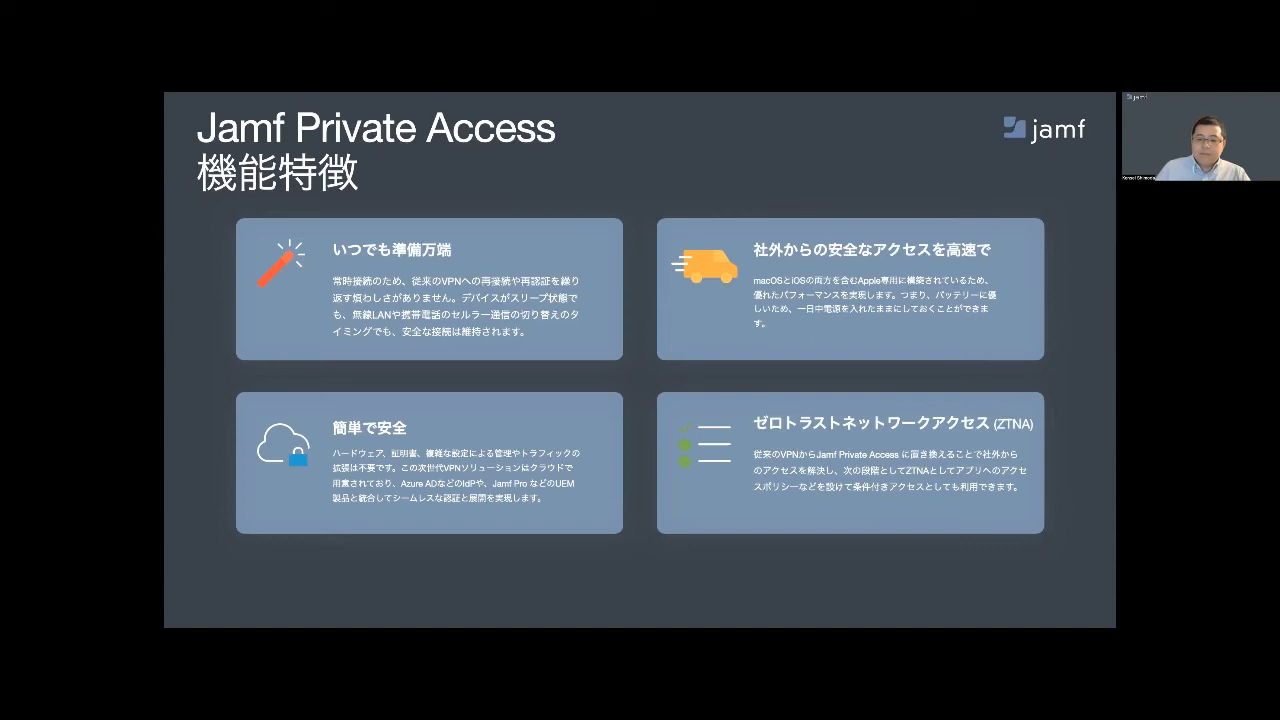 Jamf Private Access
機能特徴
jamf
jamf
Kensei Shimoda
いつでも準備万端
常時接続のため、従来のVPNへの再接続や再認証を繰り
返す煩わしさがありません。デバイスがスリープ状態で
も、無線LANや携帯電話のセルラー通信の切り替えのタ
イミングでも、安全な接続は維持されます。
社外からの安全なアクセスを高速で
macOSとiOSの両方を含むApple専用に構築されているため、
優れたパフォーマンスを実現します。つまり、バッテリーに優
しいため、一日中電源を入れたままにしておくことができま
す。
簡単で安全
ハードウェア、証明書、複雑な設定による管理やトラフィックの
拡張は不要です。この次世代VPNソリューションはクラウドで
用意されており、Azure ADなどのIdPや、Jamf Pro などのUEM
製品と統合してシームレスな認証と展開を実現します。
ゼロトラストネットワークアクセス (ZTNA)
従来のVPNからJamf Private Access に置き換えることで社外から
のアクセスを解決し、次の段階としてZTNAとしてアプリへのアクセ
スポリシーなどを設けて条件付きアクセスとしても利用できます。